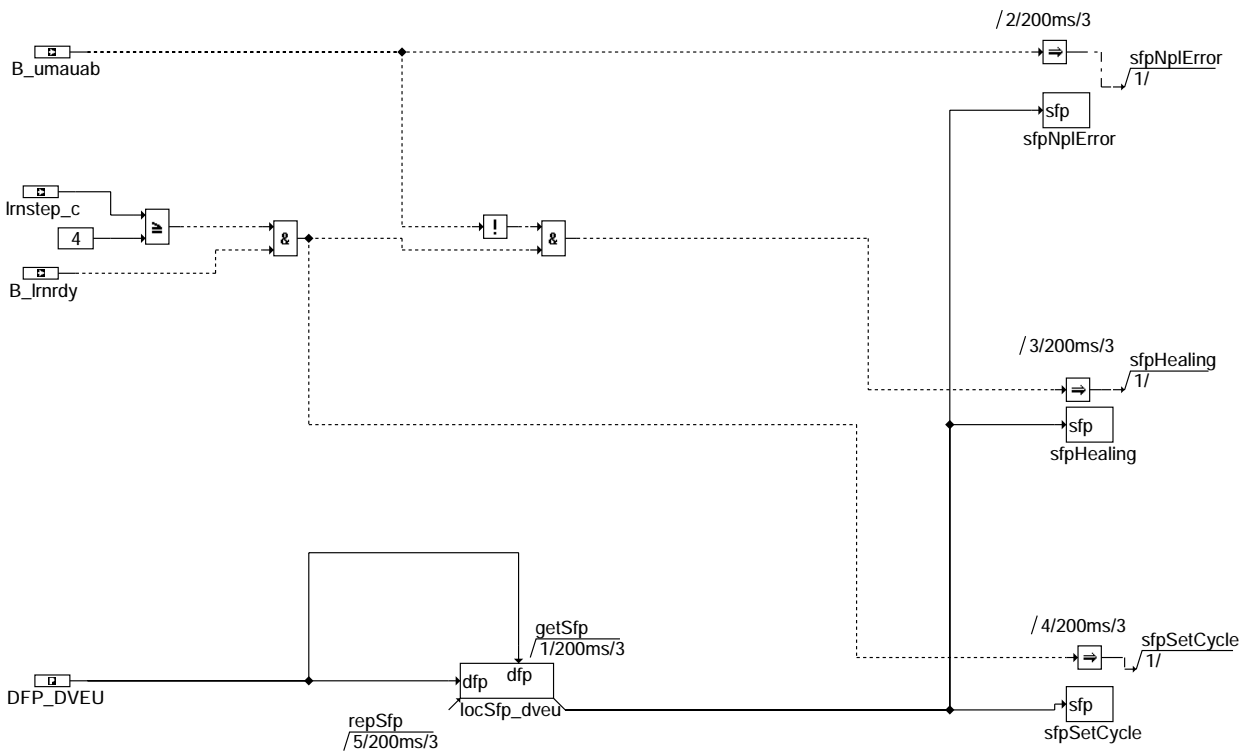 /2/200ms/3
B_umauab
sfpNplError
1/
sfp
sfpNplError
lrnstep_c
≥
4
&
!
&
B_lrnrdy
/3/200ms/3
sfpHealing
1/
⇒
sfp
sfpHealing
getSfp
/1/200ms/3
/4/200ms/3
sfpSetCycle
1/
dfp
dfp
DFP_DVEU
locSfp_dveu
sfp
repSfp
/5/200ms/3
sfpSetCycle